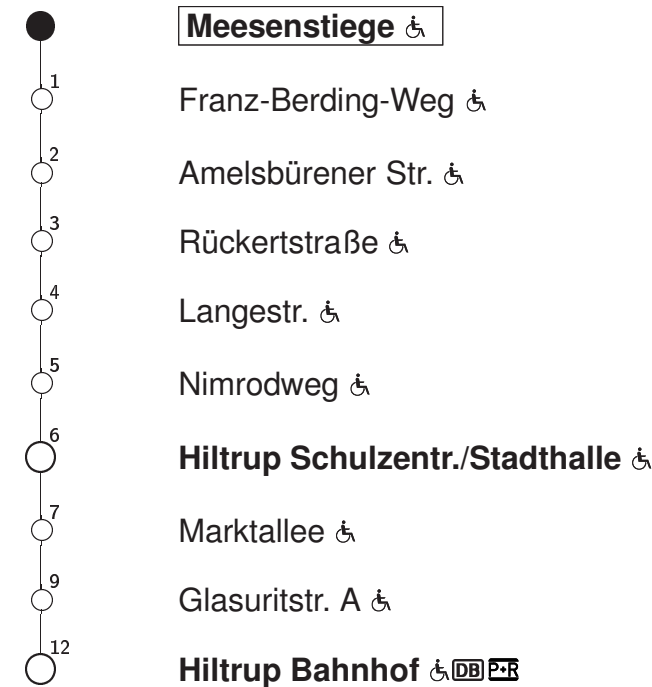 Meesenstiege
1 Franz-Berding-Weg
2 Amelsbürener Str.
3 Rückertstraße
4 Langestr.
5 Nimrodweg
6 Hiltrup Schulzentr./Stadthalle
7 Marktallee
9 Glasuritstr. A
12 Hiltrup Bahnhof DB P+R